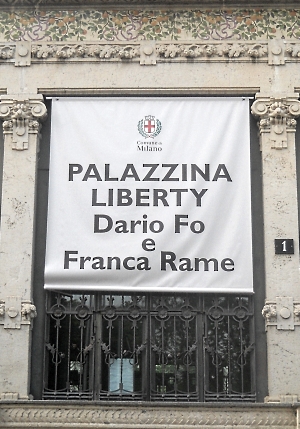 Comune di
Milano
PALAZZINA
LIBERTY
Dario Fo
e
Franca Rame
1